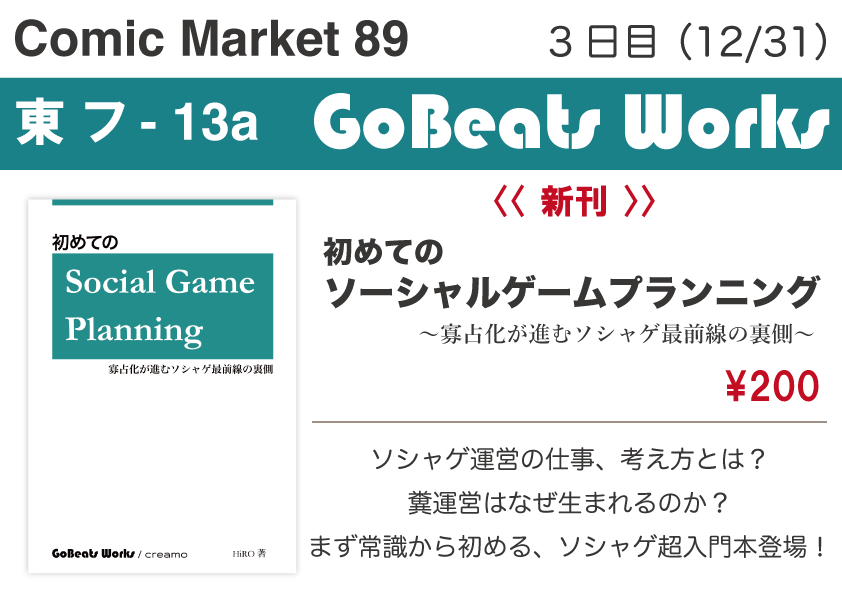 Comic Market 89
3日目（12/31）
東 フ - 13a
GoBeats Works
初めての
Social Game
Planning
寡占化が進むソシャゲ最前線の裏側
GoBeats Works / creamo
HiRO 著
〈〈 新刊 〉〉
初めての
ソーシャルゲームプランニング
～寡占化が進むソシャゲ最前線の裏側～
¥200
ソシャゲ運営の仕事、考え方とは？
糞運営はなぜ生まれるのか？
まず常識から初める、ソシャゲ超入門本登場！